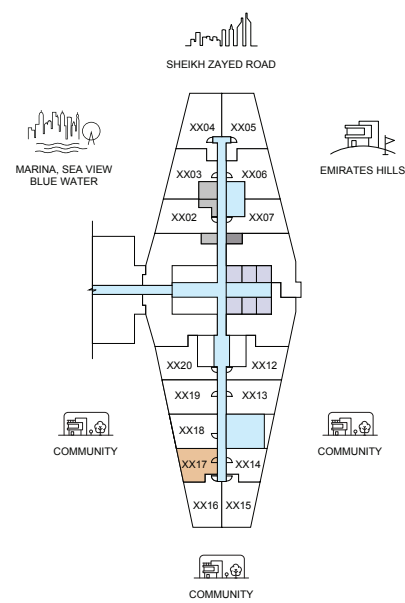 SHEIKH ZAYED ROAD
XX04 XX05
MARINA, SEA VIEW
BLUE WATER
EMIRATES HILLS
XX03 XX06
XX02 XX07
XX20 XX12
XX19 XX13
XX18
COMMUNITY
COMMUNITY
XX17 XX14
XX16 XX15
COMMUNITY